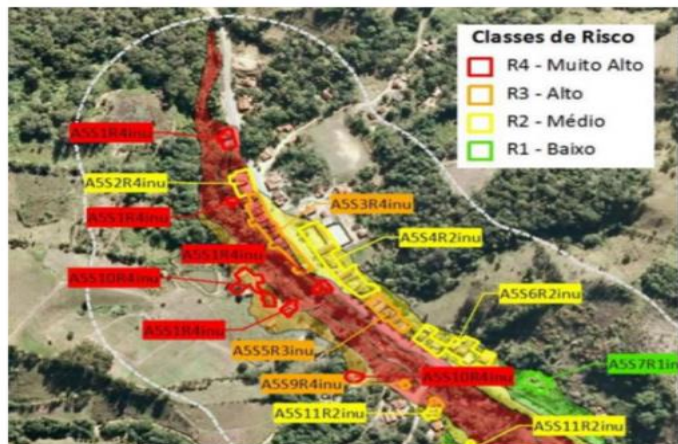 Classes de Risco
R4 - Muito Alto
R3 - Alto
R2 - Médio
R1 - Baixo
A5S1R4inu
A5S2R4inu
A5S3R4inu
A5S1R4inu
A5S4R2inu
A5S1R4inu
A5S10R4inu
A5S6R2inu
A5S1R4inu
A5S5R3inu
A5S7R1in
A5S10R4inu
A5S9R4inu
A5S11R2inu
A5S11R2inu